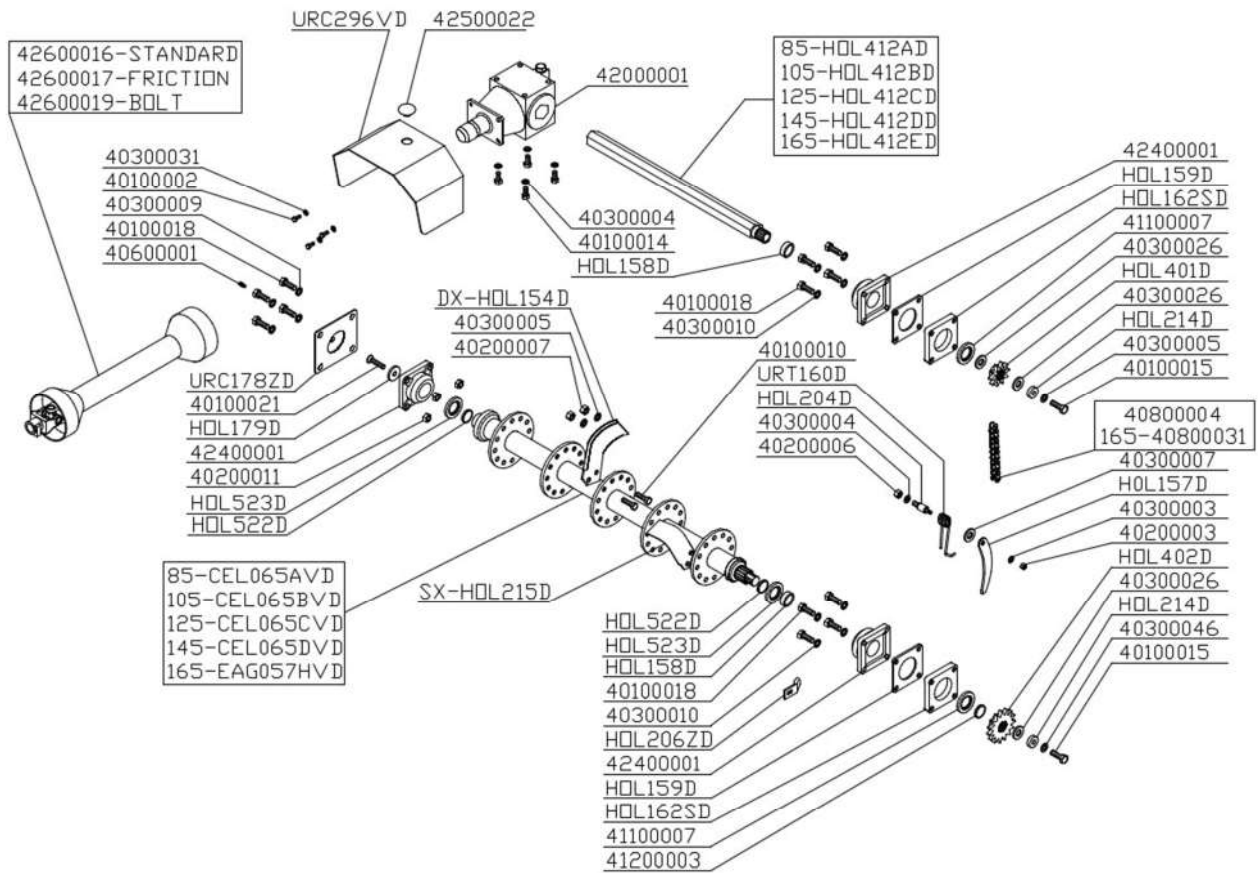 URC296VD
42500022
42600016-STANDARD
42600017-FRICTION
42600019-BOLT
42000001
85-HOL412AD
105-HOL412BD
125-HOL412CD
145-HOL412DD
165-HOL412ED
40300031
40100002
40300009
40100018
40600001
40300004
40100014
HOL158D
42400001
HOL159D
HOL162SD
41100007
40300026
HOL401D
40300026
HOL214D
40300005
40100015
DX-HOL154D
40300005
40200007
40100018
40300010
URC178ZD
40100021
HOL179D
42400001
40200011
HOL523D
HOL522D
40100010
URT160D
HOL204D
40300004
40200006
40800004
165-40800031
40300007
HOL157D
40300003
40200003
HOL402D
40300026
HOL214D
40300046
40100015
85-CEL065AVD
105-CEL065BVD
125-CEL065CVD
145-CEL065DVD
165-EAG057HVD
SX-HOL215D
HOL522D
HOL523D
HOL158D
40100018
40300010
HOL206ZD
42400001
HOL159D
HOL162SD
41100007
41200003